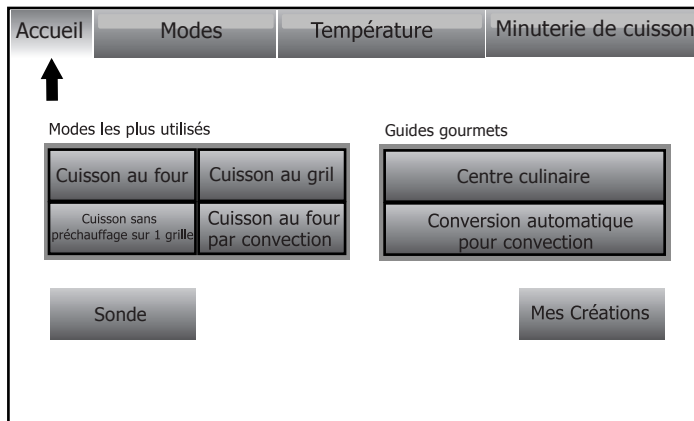 Accueil
Modes
Température
Minuterie de cuisson
Modes les plus utilisés
Cuisson au four
Cuisson au gril
Cuisson sans
préchauffage sur 1 grille
Cuisson au four
par convection
Guides gourmets
Centre culinaire
Conversion automatique
pour convection
Sonde
Mes Créations